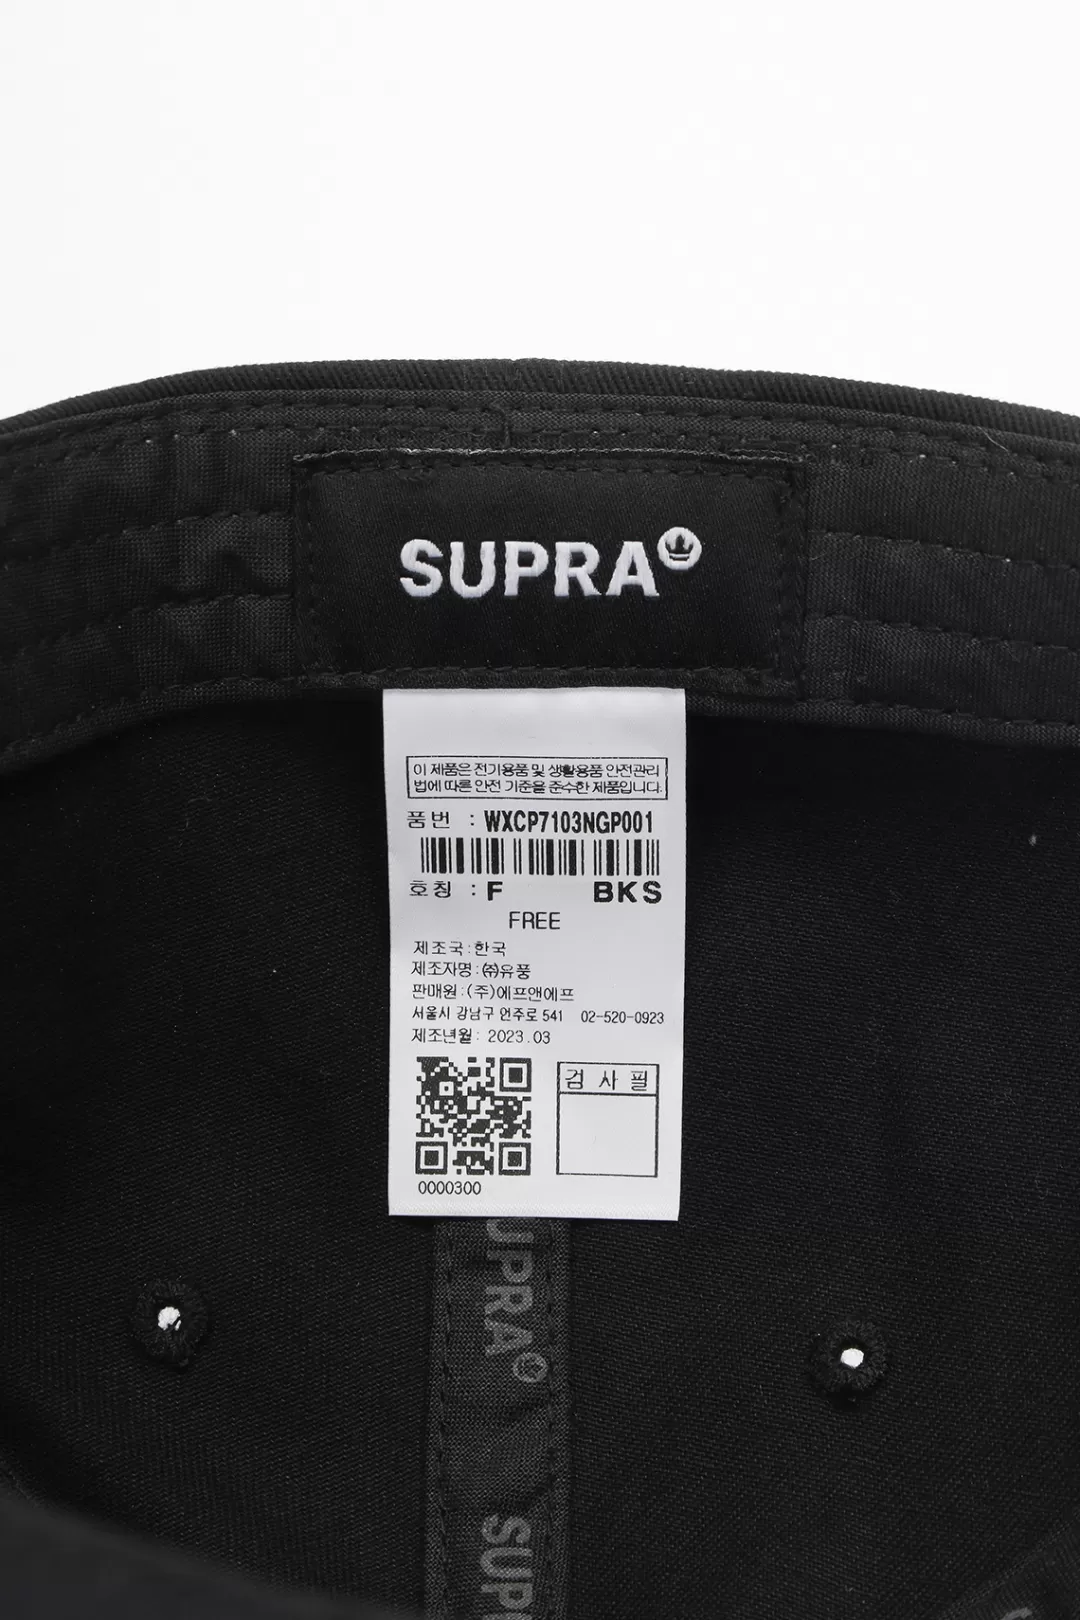 SUPRA
이 제품은 전기용품 및 생활용품 안전관리
법에 따른 안전 기준을 준수한 제품입니다.
품번 : WXCP7103NGP001
호칭 : F BKS
FREE
제조국:한국
제조자명:㈜유풍
판매원:(주)에프앤에프
서울시 강남구 언주로 541 02-520-0923
제조년월: 2023.03
검사필
0000300
SUPRA
SUP